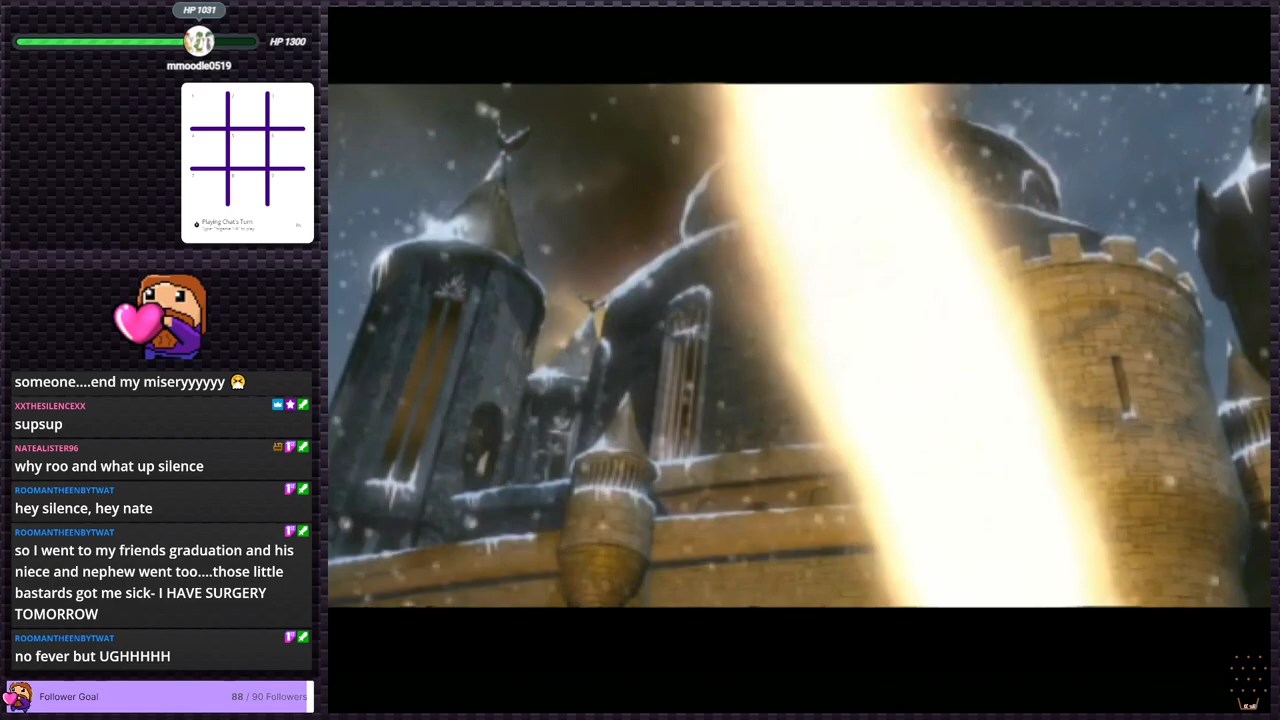 HP 1031
HP 1300
mmoodle0519
Playing Chat's Turn
someone....end my miseryyyyyy
XXTHESILENCEXX
supsup
NATEALISTER96
why roo and what up silence
ROOMANTHEENBYTWAT
hey silence, hey nate
ROOMANTHEENBYTWAT
so I went to my friends graduation and his
niece and nephew went too....those little
bastards got me sick- I HAVE SURGERY
TOMORROW
ROOMANTHEENBYTWAT
no fever but UGHHHHH
Follower Goal
88 / 90 Followers